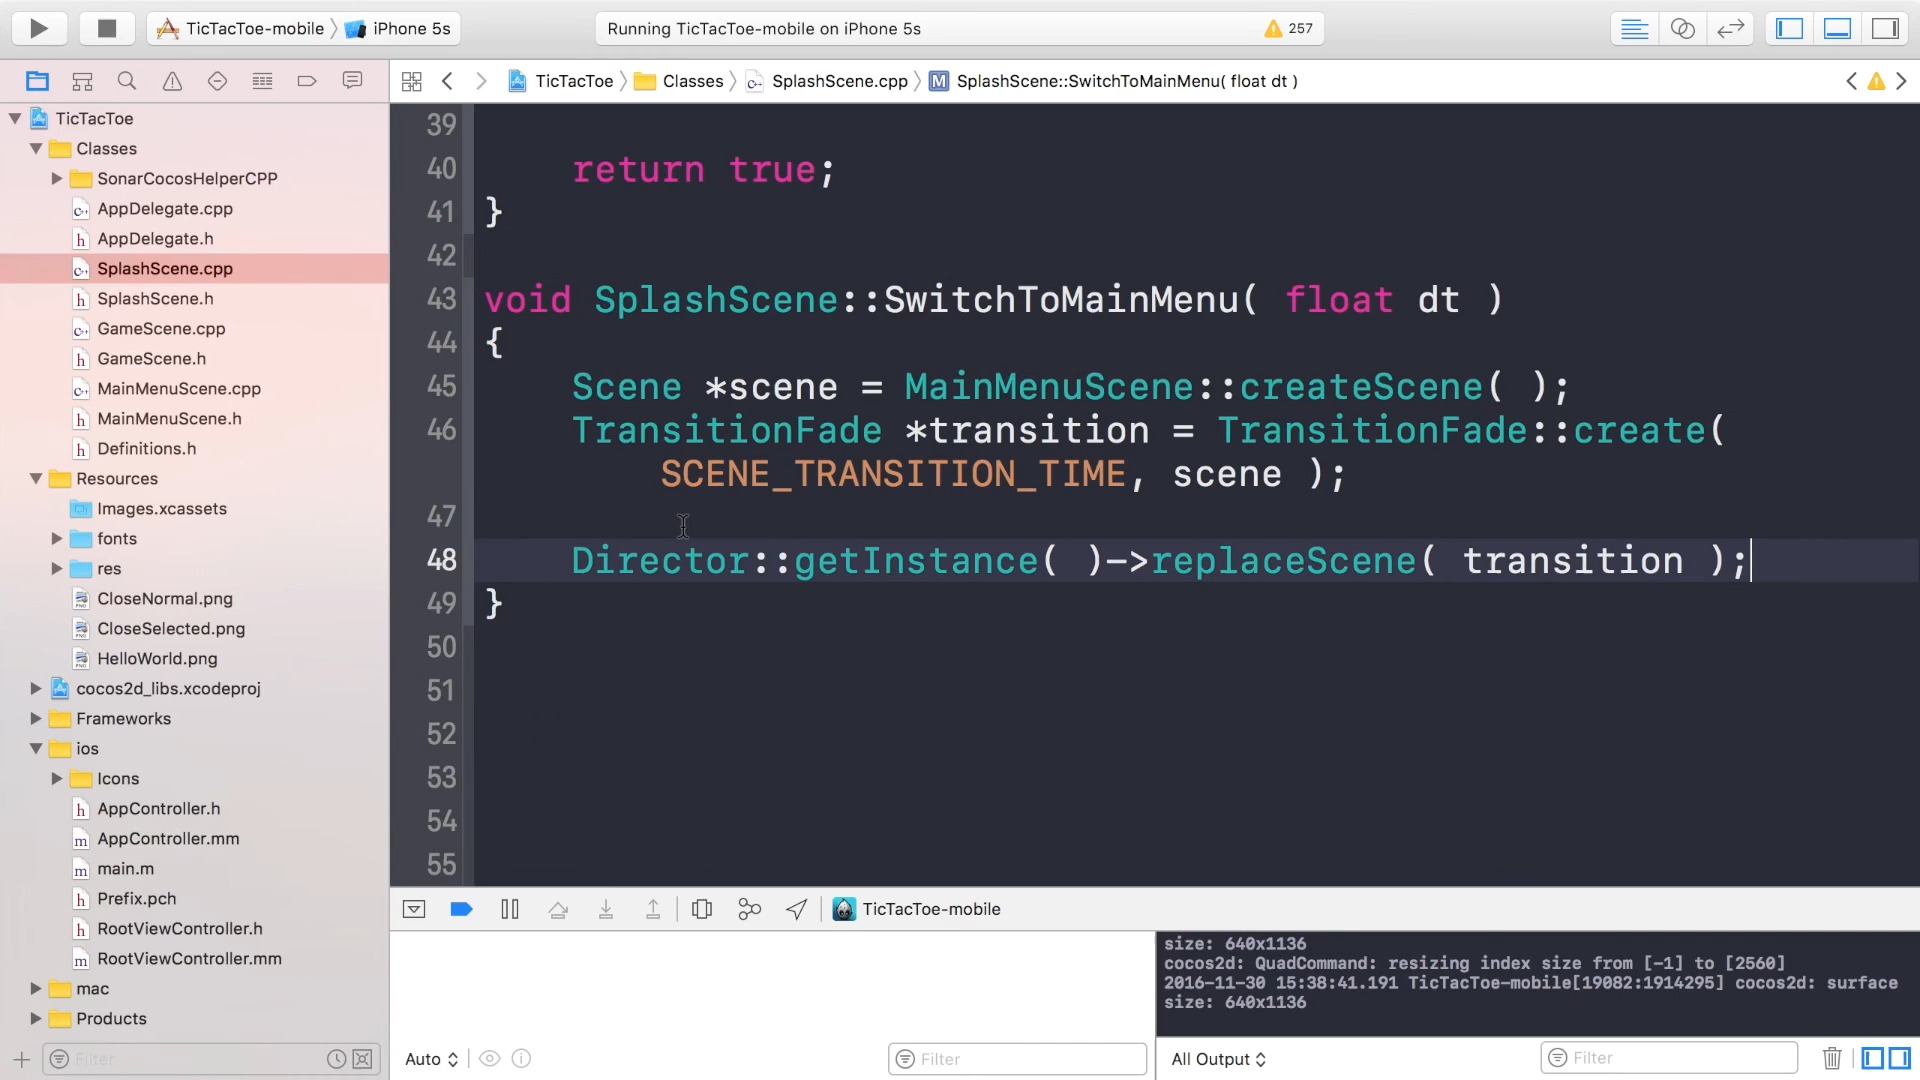 TicTacToe-mobile iPhone 5s
Running TicTacToe-mobile on iPhone 5s
257
TicTacToe Classes SplashScene.cpp M SplashScene::SwitchToMainMenu( float dt )
TicTacToe
Classes
SonarCocosHelperCPP
AppDelegate.cpp
AppDelegate.h
SplashScene.cpp
SplashScene.h
GameScene.cpp
GameScene.h
MainMenuScene.cpp
MainMenuScene.h
Definitions.h
Resources
Images.xcassets
fonts
res
CloseNormal.png
CloseSelected.png
HelloWorld.png
cocos2d_libs.xcodeproj
Frameworks
ios
Icons
AppController.h
AppController.mm
main.m
Prefix.pch
RootViewController.h
RootViewController.mm
mac
Products
Filter
39
40 return true;
41 }
42
43 void SplashScene::SwitchToMainMenu( float dt )
44 {
45 Scene *scene = MainMenuScene::createScene( );
46 TransitionFade *transition = TransitionFade::create(
SCENE_TRANSITION_TIME, scene );
47
48 Director::getInstance( )->replaceScene( transition );
49 }
50
51
52
53
54
55
TicTacToe-mobile
size: 640x1136
cocos2d: QuadCommand: resizing index size from [-1] to [2560]
2016-11-30 15:38:41.191 TicTacToe-mobile[19082:1914295] cocos2d: surface
size: 640x1136
Auto
Filter
All Output
Filter